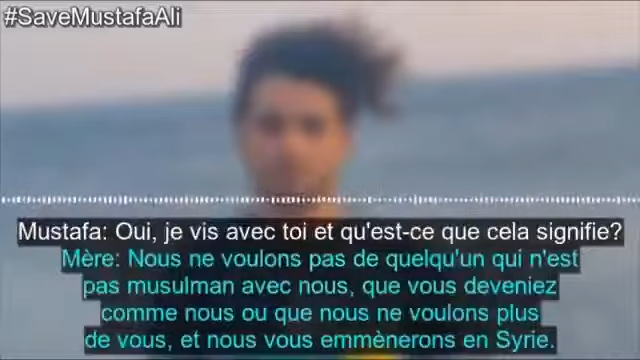 #SaveMustafaAli
Mustafa: Oui, je vis avec toi et qu'est-ce que cela signifie?
Mère: Nous ne voulons pas de quelqu'un qui n'est
pas musulman avec nous, que vous deveniez
comme nous ou que nous ne voulons plus
de vous, et nous vous emmènerons en Syrie.